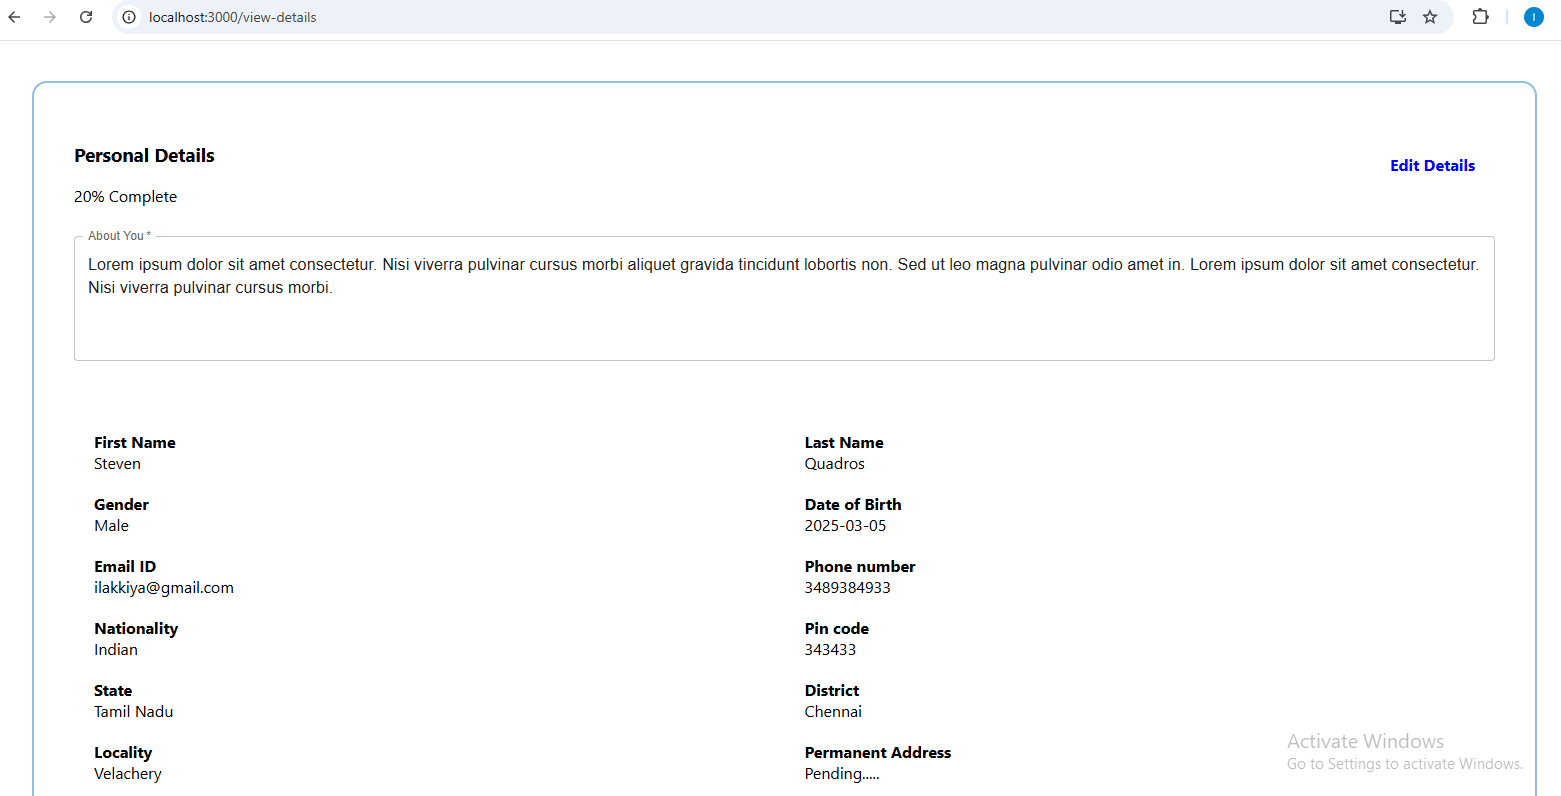 localhost:3000/view-details
I
Personal Details
Edit Details
20% Complete
About You *
Lorem ipsum dolor sit amet consectetur. Nisi viverra pulvinar cursus morbi aliquet gravida tincidunt lobortis non. Sed ut leo magna pulvinar odio amet in. Lorem ipsum dolor sit amet consectetur.
Nisi viverra pulvinar cursus morbi.
First Name
Steven
Last Name
Quadros
Gender
Male
Date of Birth
2025-03-05
Email ID
ilakkiya@gmail.com
Phone number
3489384933
Nationality
Indian
Pin code
343433
State
Tamil Nadu
District
Chennai
Locality
Velachery
Permanent Address
Pending.....
Activate Windows
Go to Settings to activate Windows.